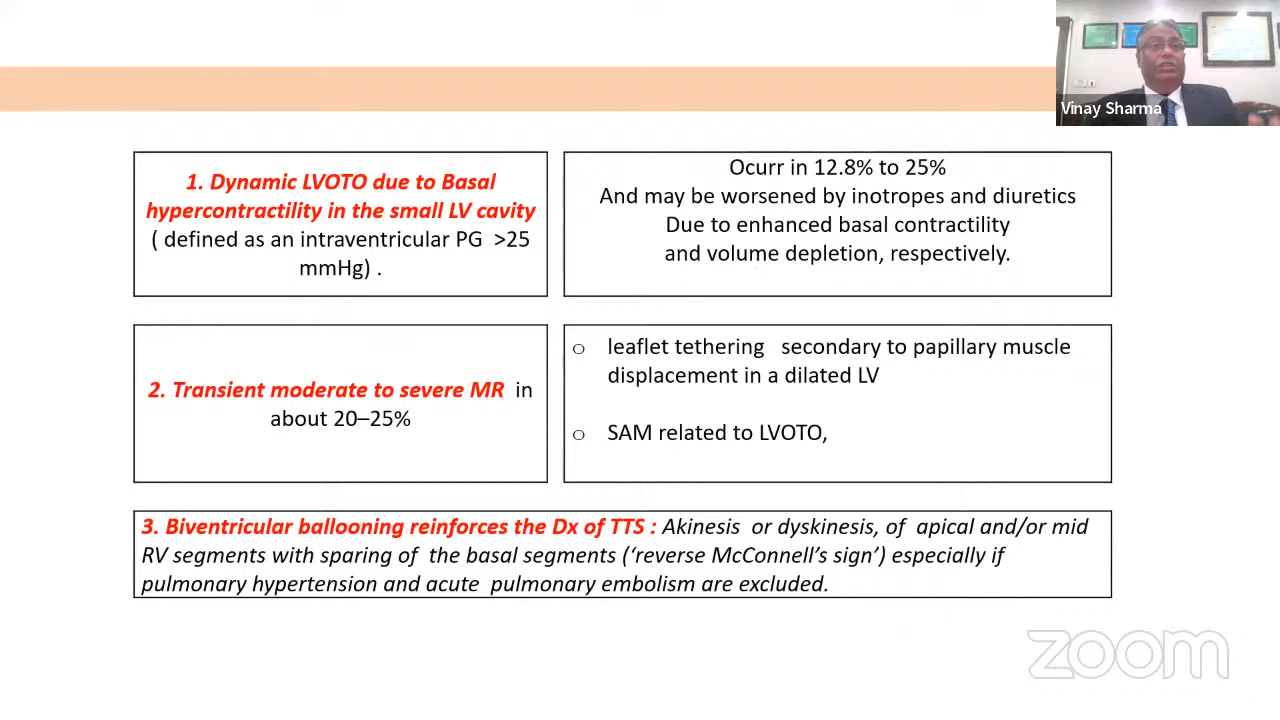 Vinay Sharma
1. Dynamic LVOTO due to Basal
hypercontractility in the small LV cavity
( defined as an intraventricular PG >25
mmHg) .
Ocurr in 12.8% to 25%
And may be worsened by inotropes and diuretics
Due to enhanced basal contractility
and volume depletion, respectively.
2. Transient moderate to severe MR in
about 20–25%
o leaflet tethering secondary to papillary muscle
displacement in a dilated LV
o SAM related to LVOTO,
3. Biventricular ballooning reinforces the Dx of TTS : Akinesis or dyskinesis, of apical and/or mid
RV segments with sparing of the basal segments (‘reverse McConnell’s sign’) especially if
pulmonary hypertension and acute pulmonary embolism are excluded.
zoom